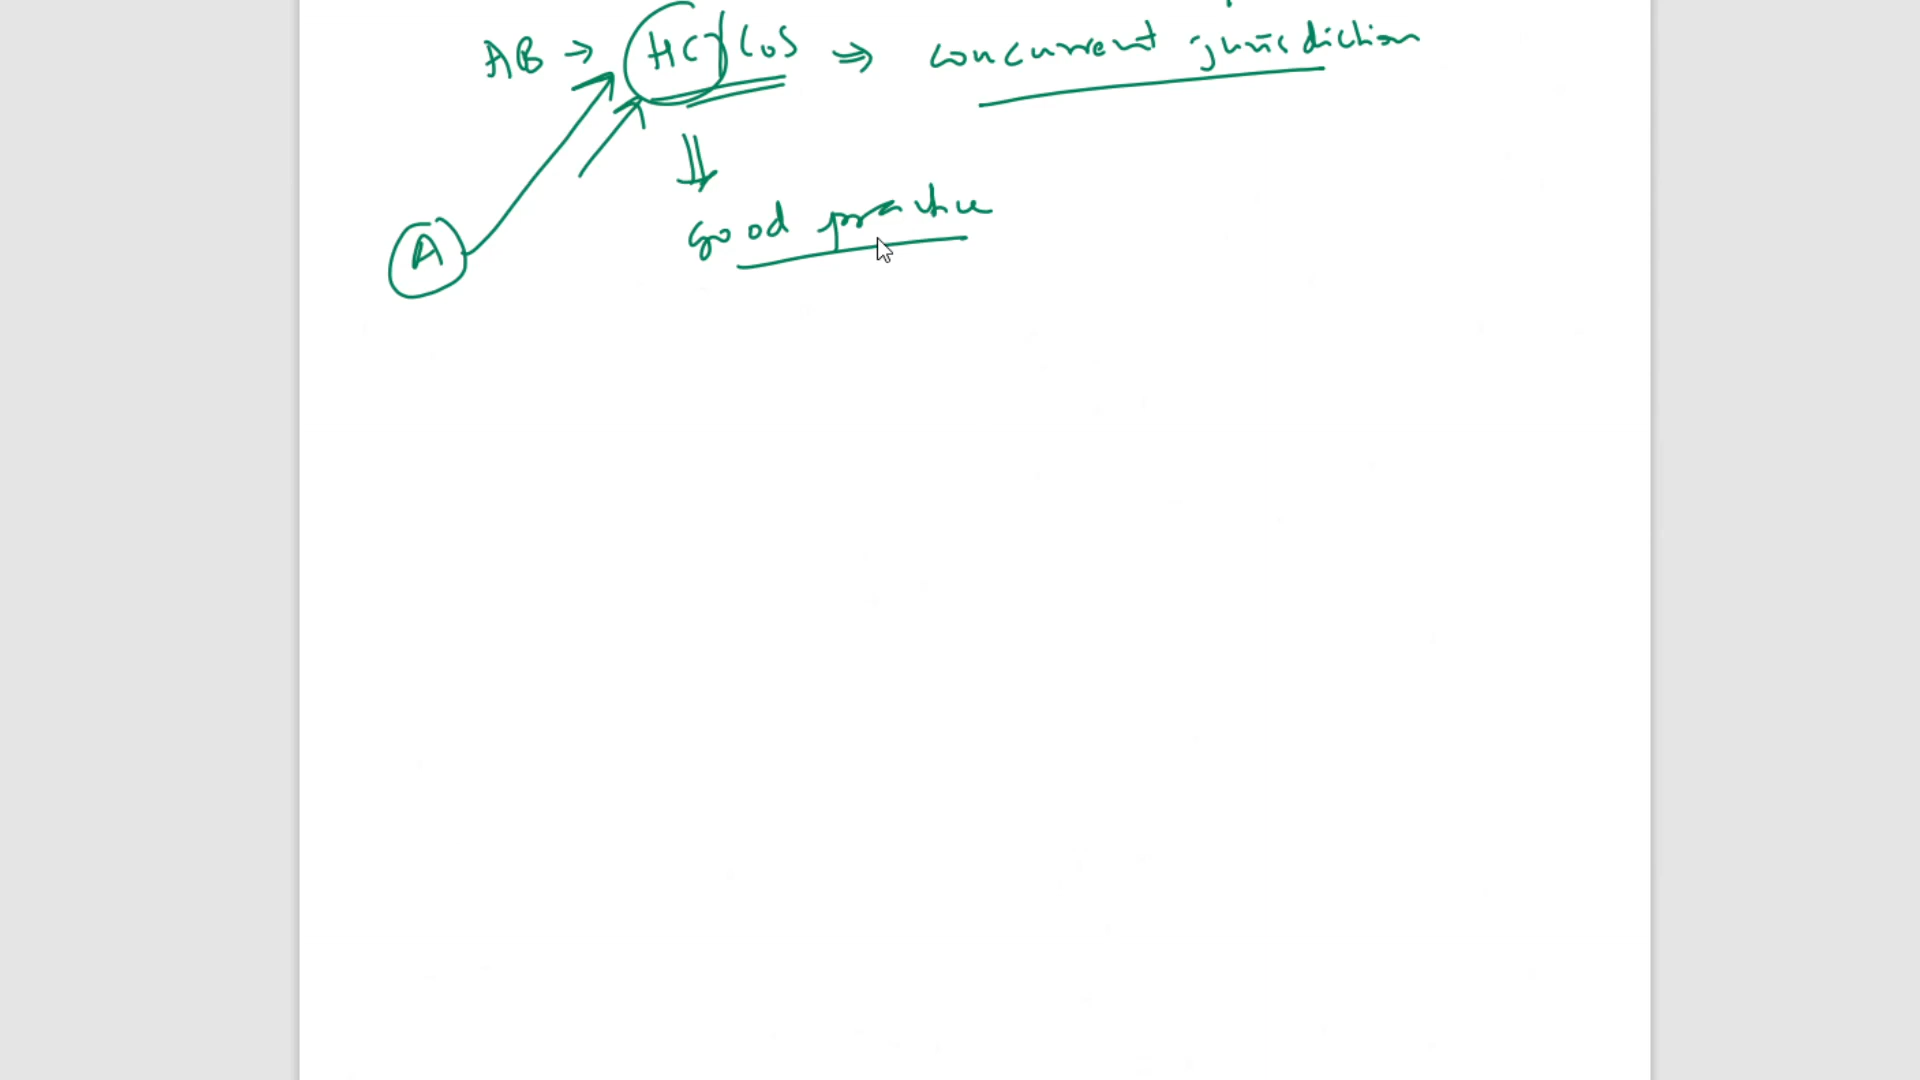 AB → HC / CoS ⇒ concurrent jurisdiction
good practice
A